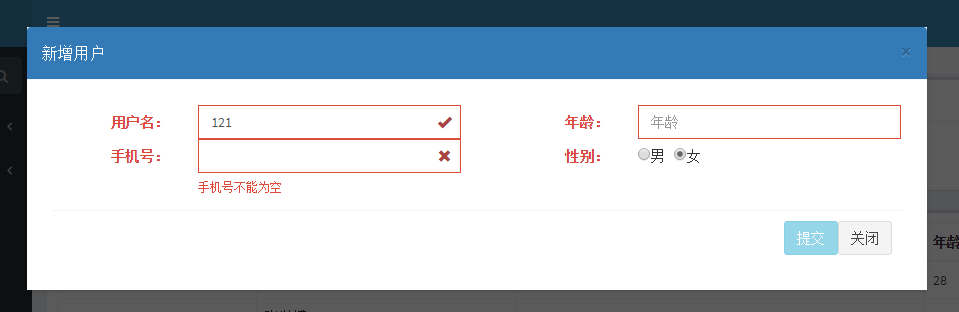 新增用户 ×
用户名： 121 年龄： 年龄
手机号： 性别： 男 女
手机号不能为空
提交 关闭
年龄
28